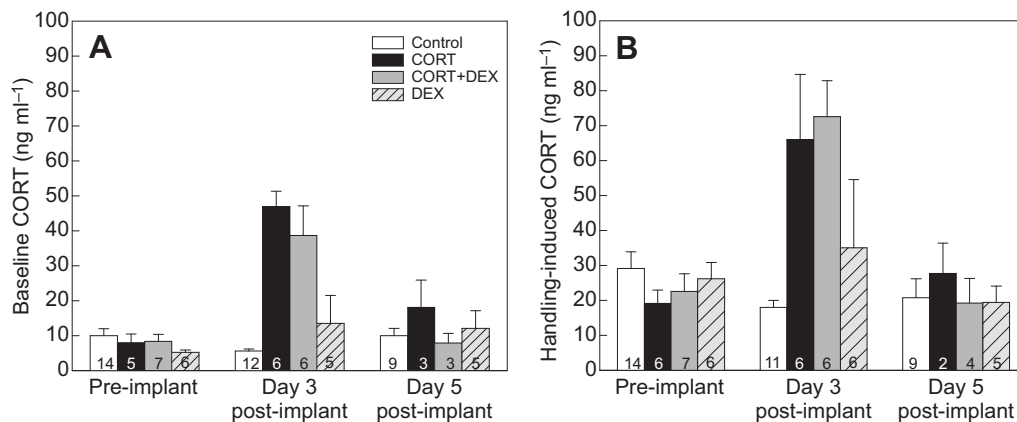 100
90
80
70
60
50
40
30
20
10
0
Baseline CORT (ng ml⁻¹)
A
Control
CORT
CORT+DEX
DEX
14 5 7 6 12 6 6 5 9 3 3 5
Pre-implant Day 3 Day 5
post-implant post-implant
100
90
80
70
60
50
40
30
20
10
0
Handling-induced CORT (ng ml⁻¹)
B
14 6 7 6 11 6 6 6 9 2 4 5
Pre-implant Day 3 Day 5
post-implant post-implant